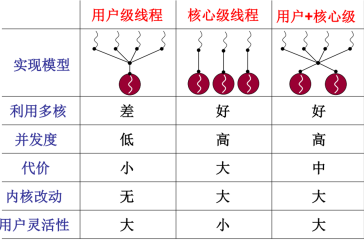 用户级线程 核心级线程 用户+核心级
实现模型
利用多核 差 好 好
并发度 低 高 高
代价 小 大 中
内核改动 无 大 大
用户灵活性 大 小 大